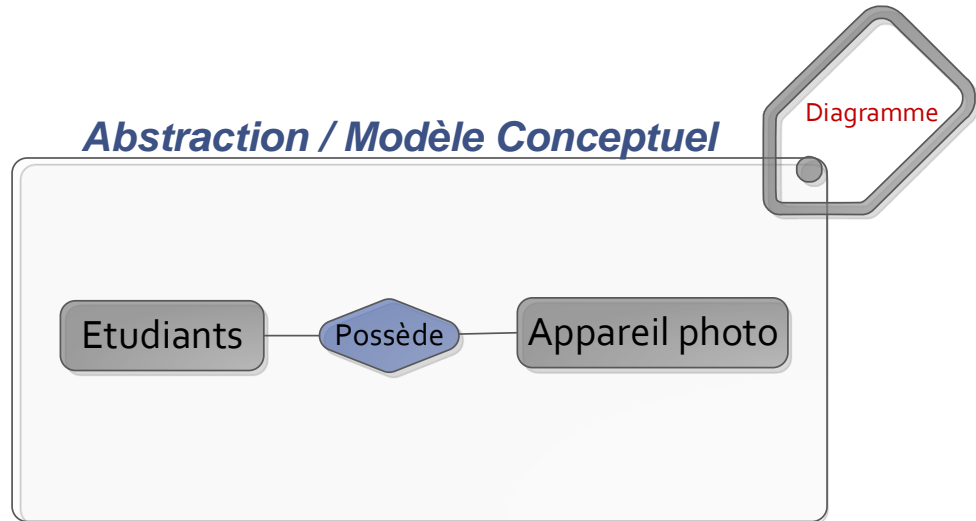 Diagramme
Abstraction / Modèle Conceptuel
Etudiants
Possède
Appareil photo